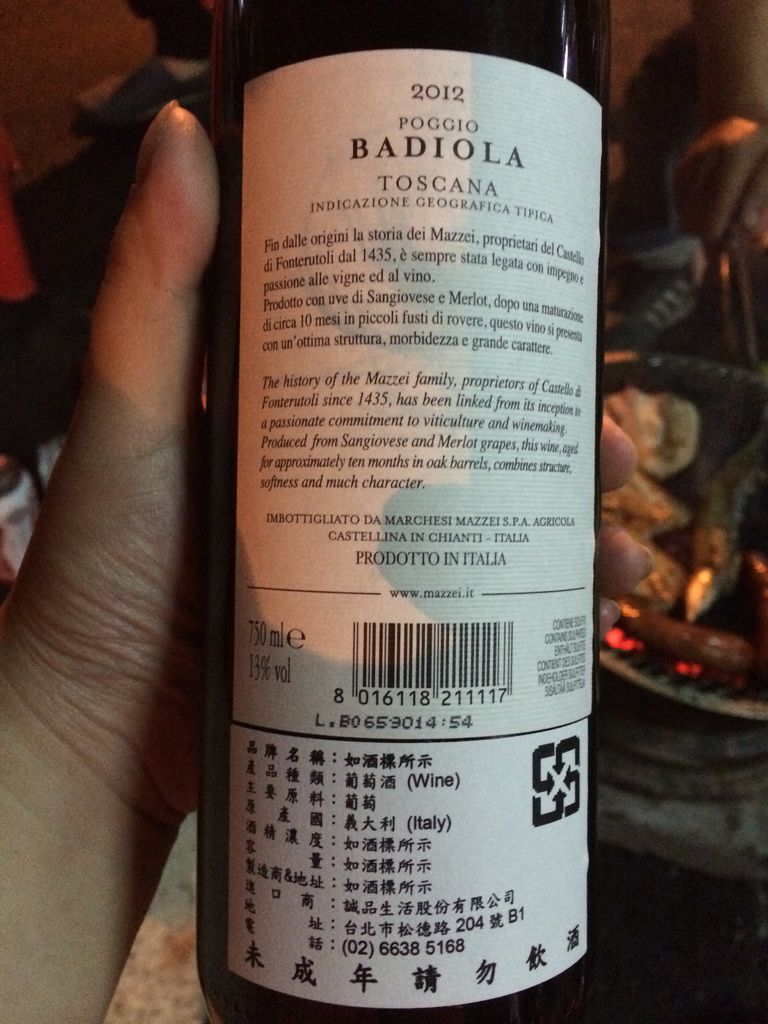 2012
POGGIO
BADIOLA
TOSCANA
INDICAZIONE GEOGRAFICA TIPICA
Fin dalle origini la storia dei Mazzei, proprietari del Castello
di Fonterutoli dal 1435, è sempre stata legata con impegno e
passione alle vigne ed al vino.
Prodotto con uve di Sangiovese e Merlot, dopo una maturazione
di circa 10 mesi in piccoli fusti di rovere, questo vino si presenta
con un'ottima struttura, morbidezza e grande carattere.
The history of the Mazzei family, proprietors of Castello di
Fonterutoli since 1435, has been linked from its inception to
a passionate commitment to viticulture and winemaking.
Produced from Sangiovese and Merlot grapes, this wine, aged
for approximately ten months in oak barrels, combines structure,
softness and much character.
IMBOTTIGLIATO DA MARCHESI MAZZEI S.P.A. AGRICOLA
CASTELLINA IN CHIANTI - ITALIA
PRODOTTO IN ITALIA
www.mazzei.it
750 ml e
13% vol
CONTIENE SOLFITI
CONTAINS SULPHITES
ENTHÄLT SULFITE
CONTIENT DES SULFITES
INDEHOLDER SULFITTER
8 016118 211117
L.B0659014:54
品牌名稱：如酒標所示
產品種類：葡萄酒 (Wine)
主要原料：葡萄
原產國：義大利 (Italy)
酒精濃度：如酒標所示
容量：如酒標所示
製造商&地址：如酒標所示
進口商：誠品生活股份有限公司
地址：台北市松德路 204 號 B1
電話：(02) 6638 5168
未成年請勿飲酒